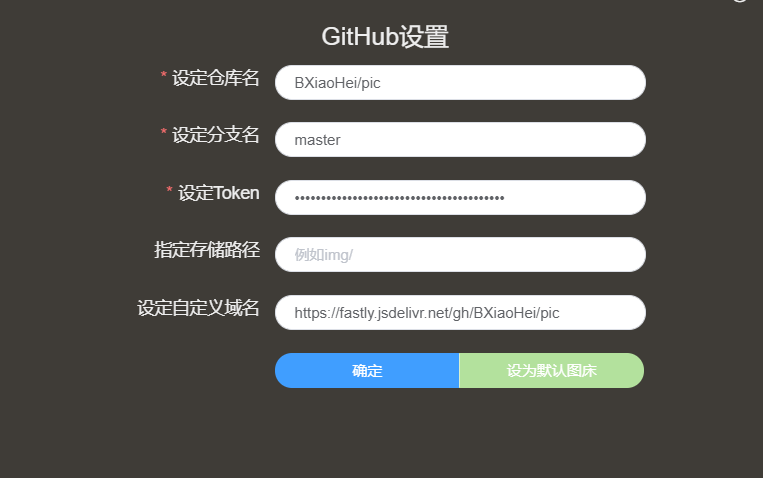 GitHub设置
* 设定仓库名 BXiaoHei/pic
* 设定分支名 master
* 设定Token ••••••••••••••••••••••••••••••••••••••••
指定存储路径 例如img/
设定自定义域名 https://fastly.jsdelivr.net/gh/BXiaoHei/pic
确定 设为默认图床